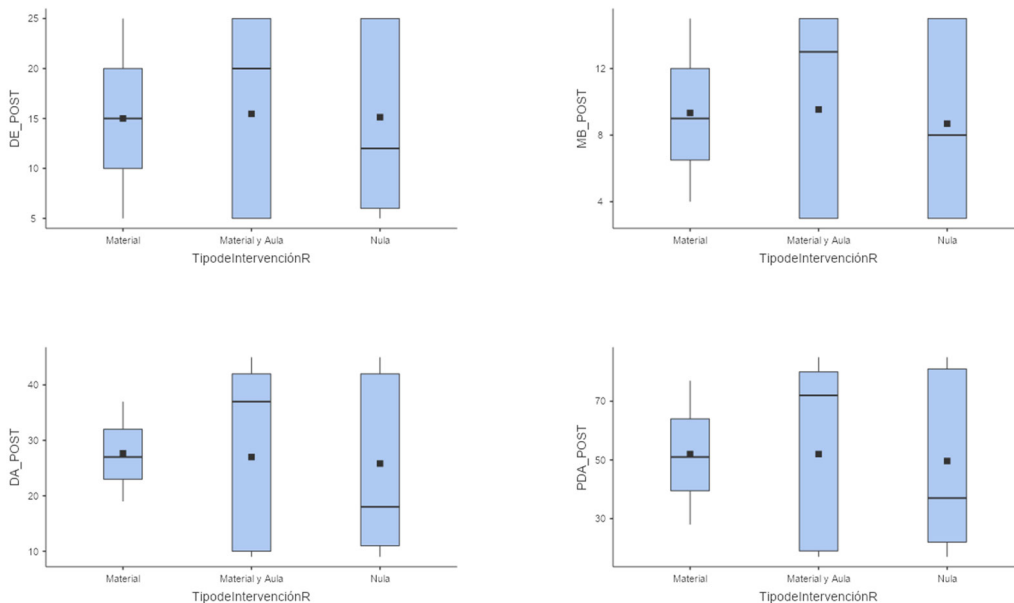 25
20
15
10
5
DE_POST
Material
Material y Aula
Nula
TipodeIntervenciónR
12
8
4
MB_POST
Material
Material y Aula
Nula
TipodeIntervenciónR
40
30
20
10
DA_POST
Material
Material y Aula
Nula
TipodeIntervenciónR
70
50
30
PDA_POST
Material
Material y Aula
Nula
TipodeIntervenciónR